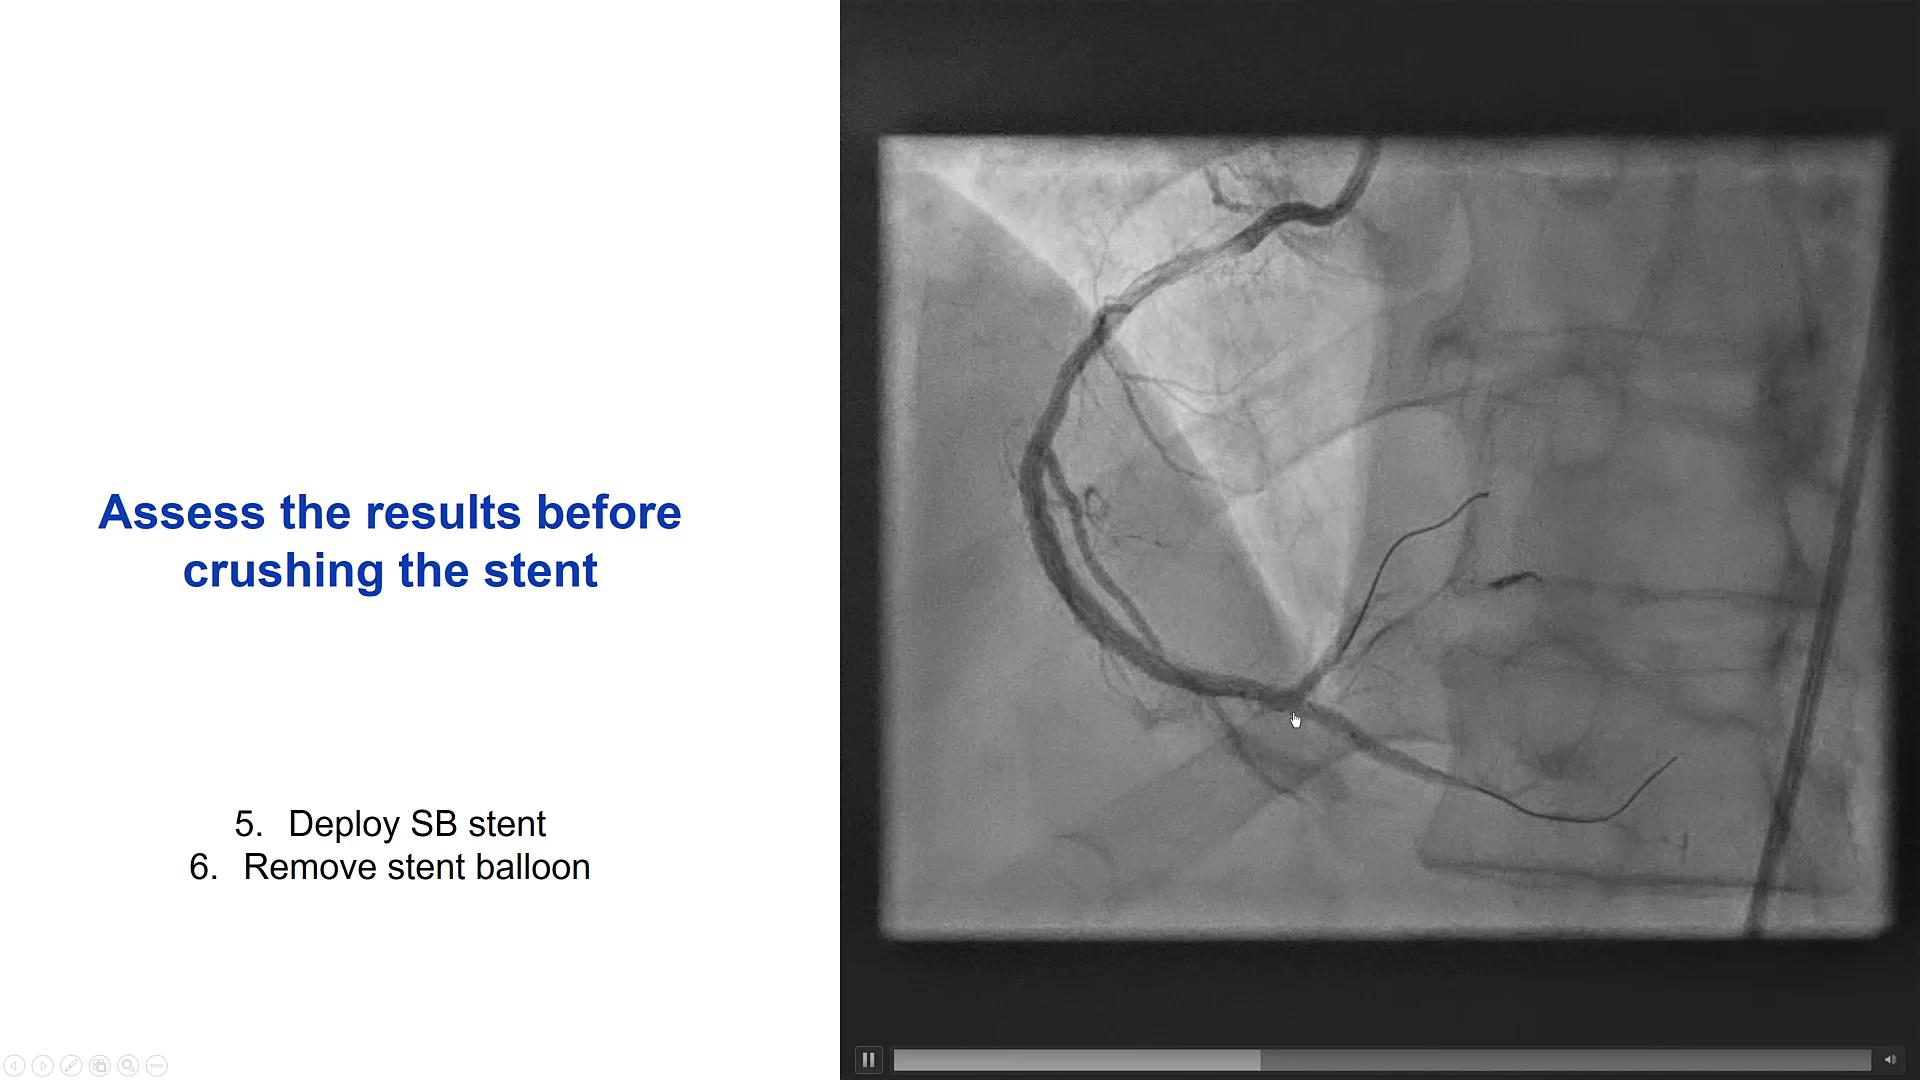 Assess the results before
crushing the stent
5. Deploy SB stent
6. Remove stent balloon